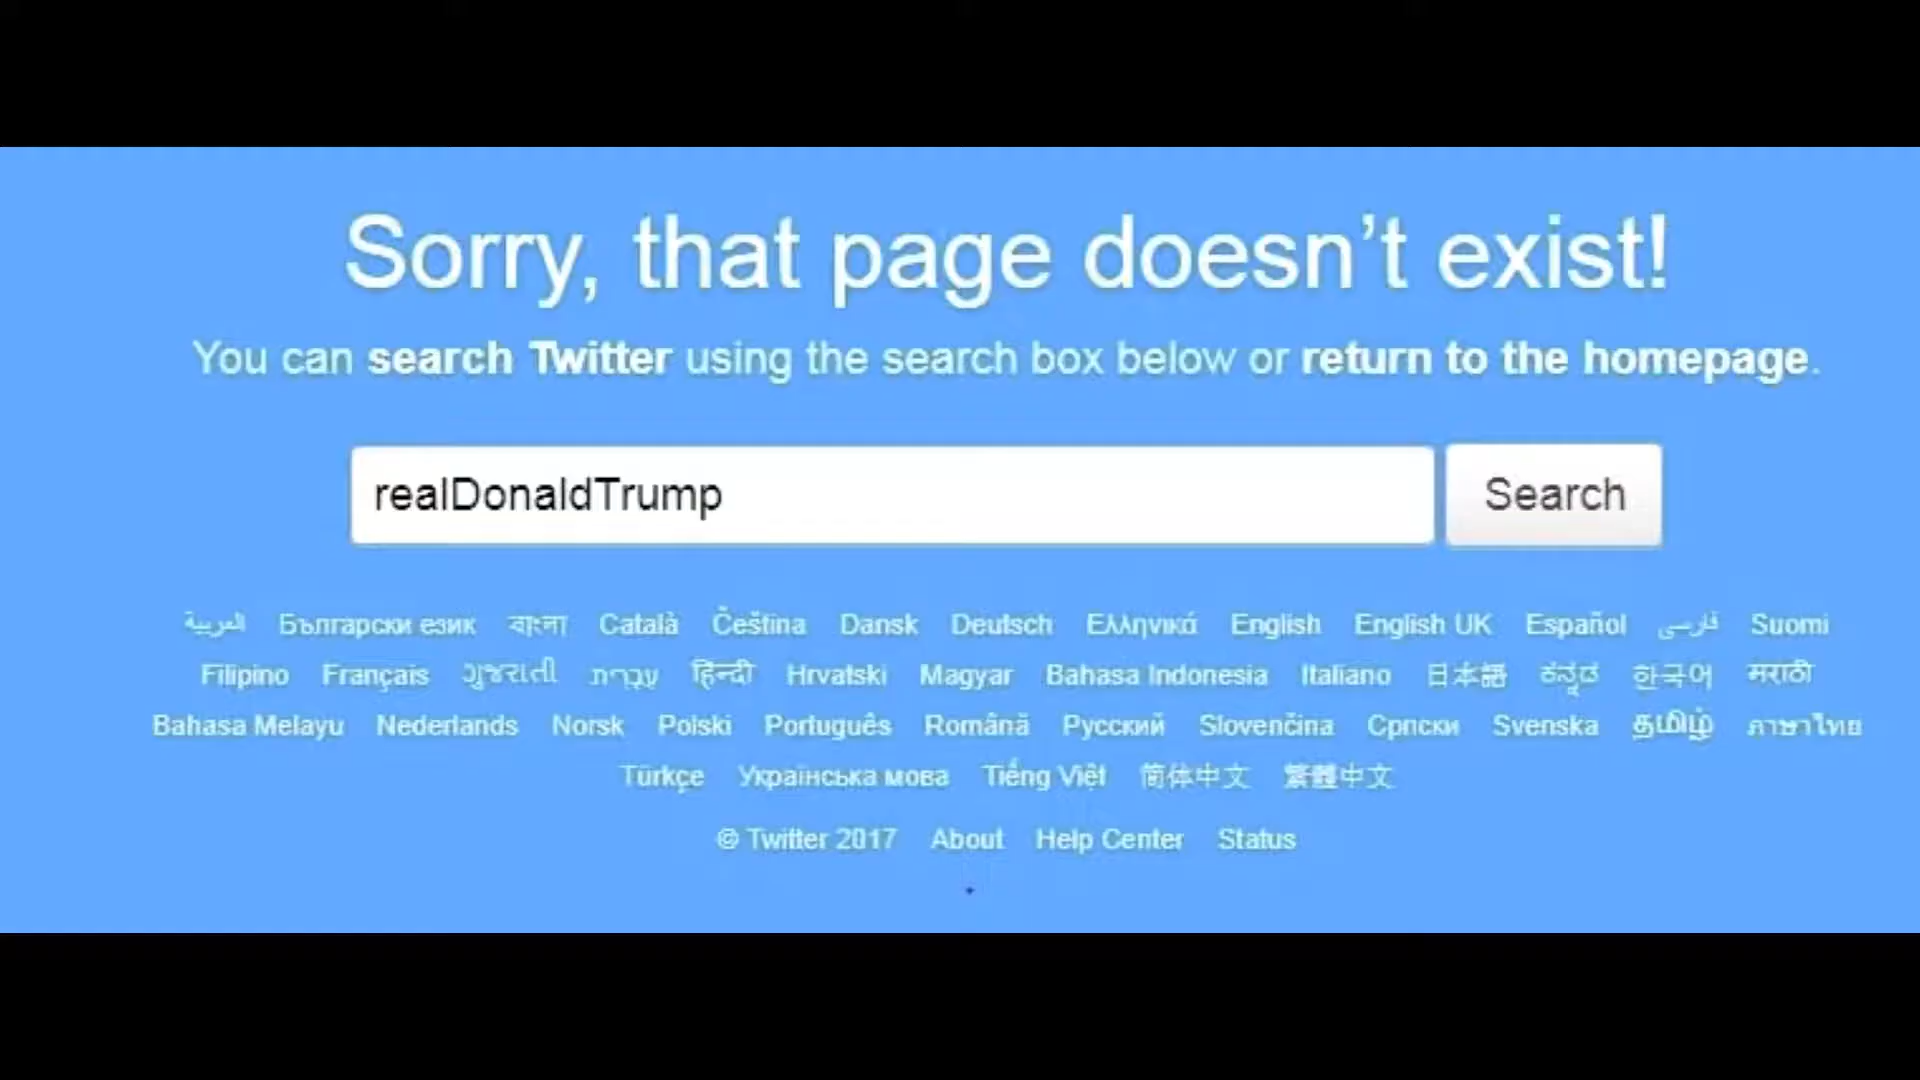 Sorry, that page doesn’t exist!
You can search Twitter using the search box below or return to the homepage.
realDonaldTrump Search
العربية Български език বাংলা Català Čeština Dansk Deutsch Ελληνικά English English UK Español فارسی Suomi
Filipino Français ગુજરાતી עברית हिन्दी Hrvatski Magyar Bahasa Indonesia Italiano 日本語 ಕನ್ನಡ 한국어 मराठी
Bahasa Melayu Nederlands Norsk Polski Português Română Русский Slovenčina Српски Svenska தமிழ் ภาษาไทย
Türkçe Українська мова Tiếng Việt 简体中文 繁體中文
© Twitter 2017 About Help Center Status